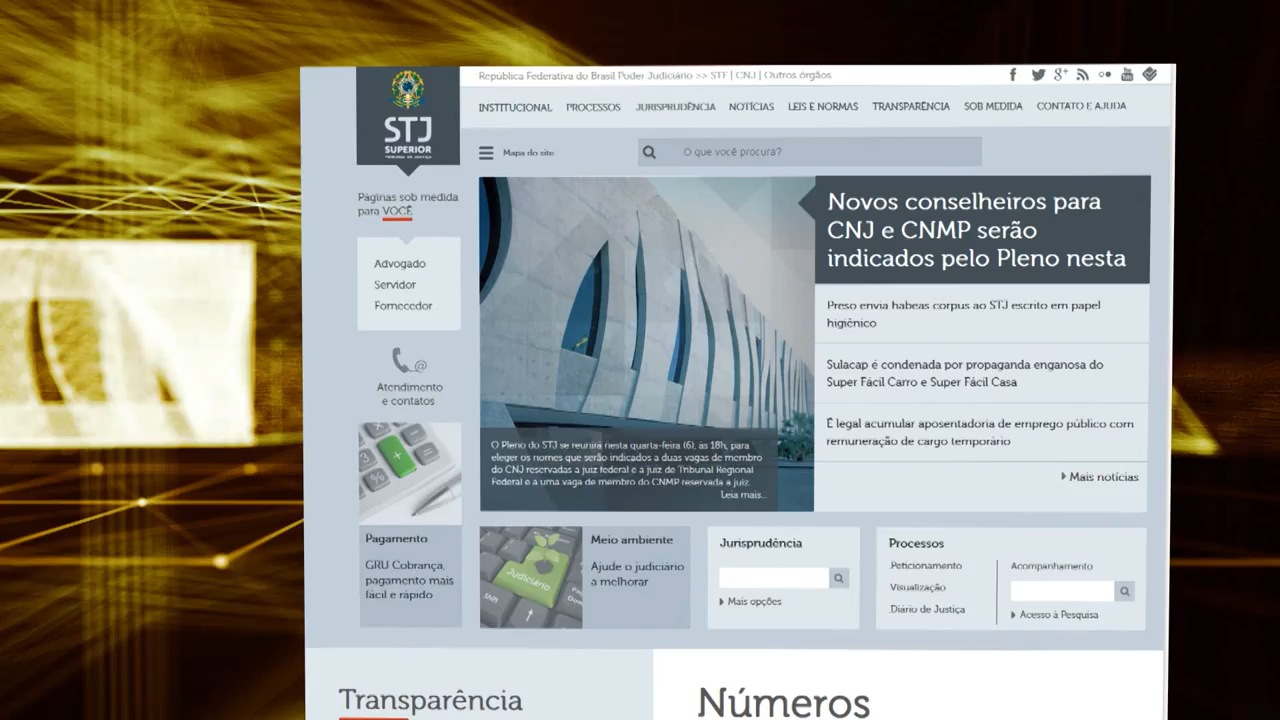 República Federativa do Brasil Poder Judiciário >> STF | CNJ | Outros órgãos
STJ
SUPERIOR
TRIBUNAL DE JUSTIÇA
INSTITUCIONAL PROCESSOS JURISPRUDÊNCIA NOTÍCIAS LEIS E NORMAS TRANSPARÊNCIA SOB MEDIDA CONTATO E AJUDA
Mapa do site
O que você procura?
Páginas sob medida
para VOCÊ
Advogado
Servidor
Fornecedor
Atendimento
e contatos
Novos conselheiros para
CNJ e CNMP serão
indicados pelo Pleno nesta
Preso envia habeas corpus ao STJ escrito em papel
higiênico
Sulacap é condenada por propaganda enganosa do
Super Fácil Carro e Super Fácil Casa
É legal acumular aposentadoria de emprego público com
remuneração de cargo temporário
Mais notícias
O Pleno do STJ se reunirá nesta quarta-feira (6), às 18h, para
eleger os nomes que serão indicados a duas vagas de membro
do CNJ reservadas a juiz federal e a juiz de Tribunal Regional
Federal e a uma vaga de membro do CNMP reservada a juiz
Leia mais...
Pagamento
GRU Cobrança,
pagamento mais
fácil e rápido
Judiciário
Meio ambiente
Ajude o judiciário
a melhorar
Jurisprudência
Mais opções
Processos
Peticionamento
Visualização
Diário de Justiça
Acompanhamento
Acesso à Pesquisa
Transparência
Números